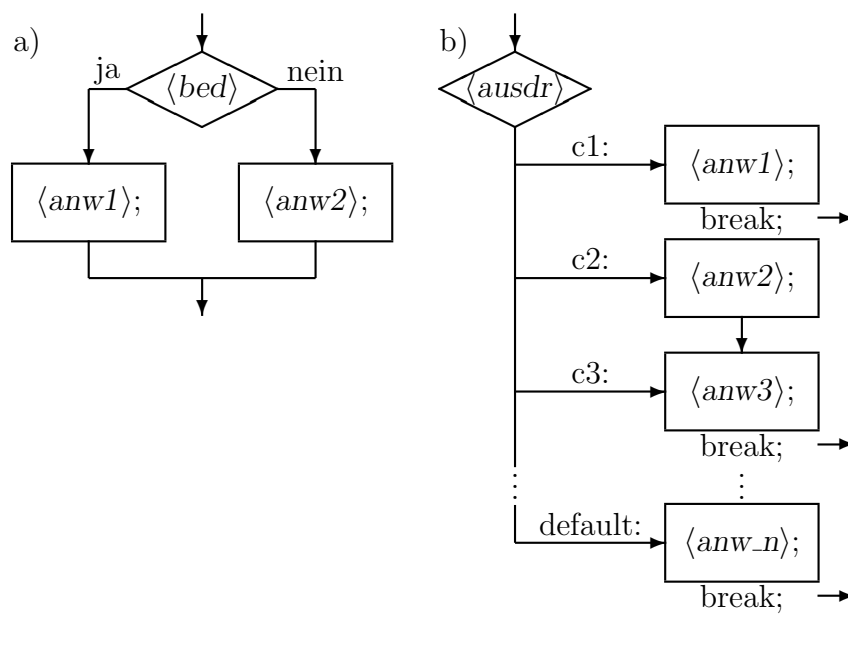 a)
ja
⟨bed⟩
nein
⟨anw1⟩;
⟨anw2⟩;
b)
⟨ausdr⟩
c1:
⟨anw1⟩;
break;
c2:
⟨anw2⟩;
c3:
⟨anw3⟩;
break;
⋮ ⋮
default:
⟨anw_n⟩;
break;